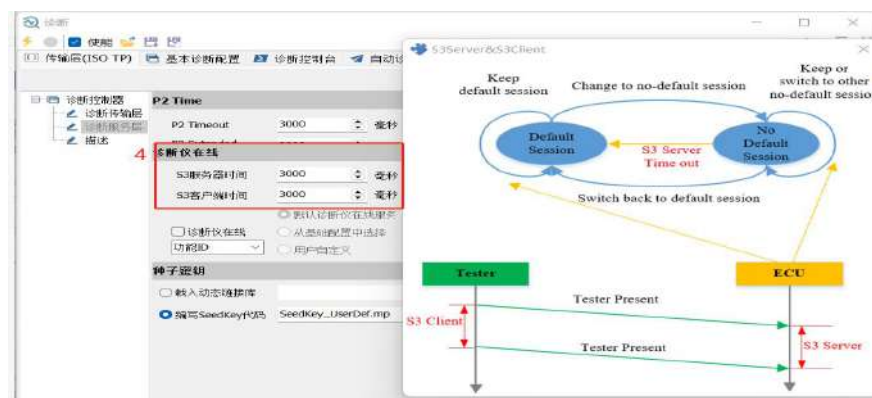 诊断
使能
传输层(ISO TP)
基本诊断配置
诊断控制台
诊断控制器
诊断传输层
诊断服务层
描述
P2 Time
P2 Timeout
3000
毫秒
P2 Extended
4
诊断仪在线
S3服务器时间
3000
毫秒
S3客户端时间
3000
毫秒
默认诊断仪在线服务
诊断仪在线
从基础配置中选择
功能ID
用户自定义
种子密钥
载入动态链接库
编写SeedKey代码
SeedKey_UserDef.mp
S3Server&S3Client
Keep
default session
Change to no-default session
Keep or
switch to other
no-default sessio
Default
Session
S3 Server
Time out
No
Default
Session
Switch back to default session
Tester
ECU
Tester Present
S3 Client
Tester Present
S3 Server